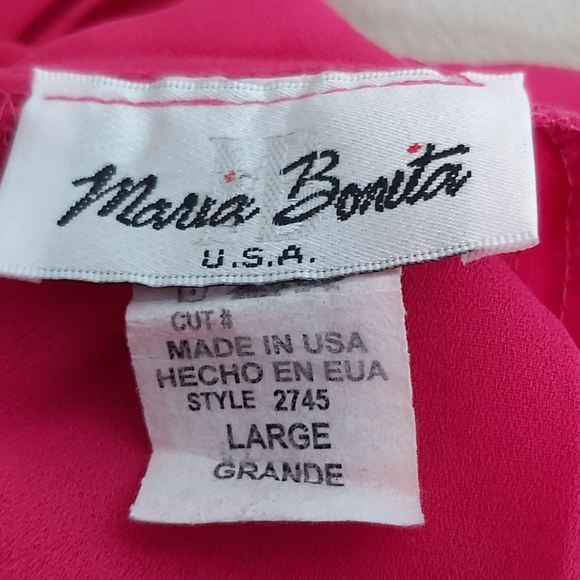 Maria Bonita
U.S.A.
CUT #
MADE IN USA
HECHO EN EUA
STYLE 2745
LARGE
GRANDE